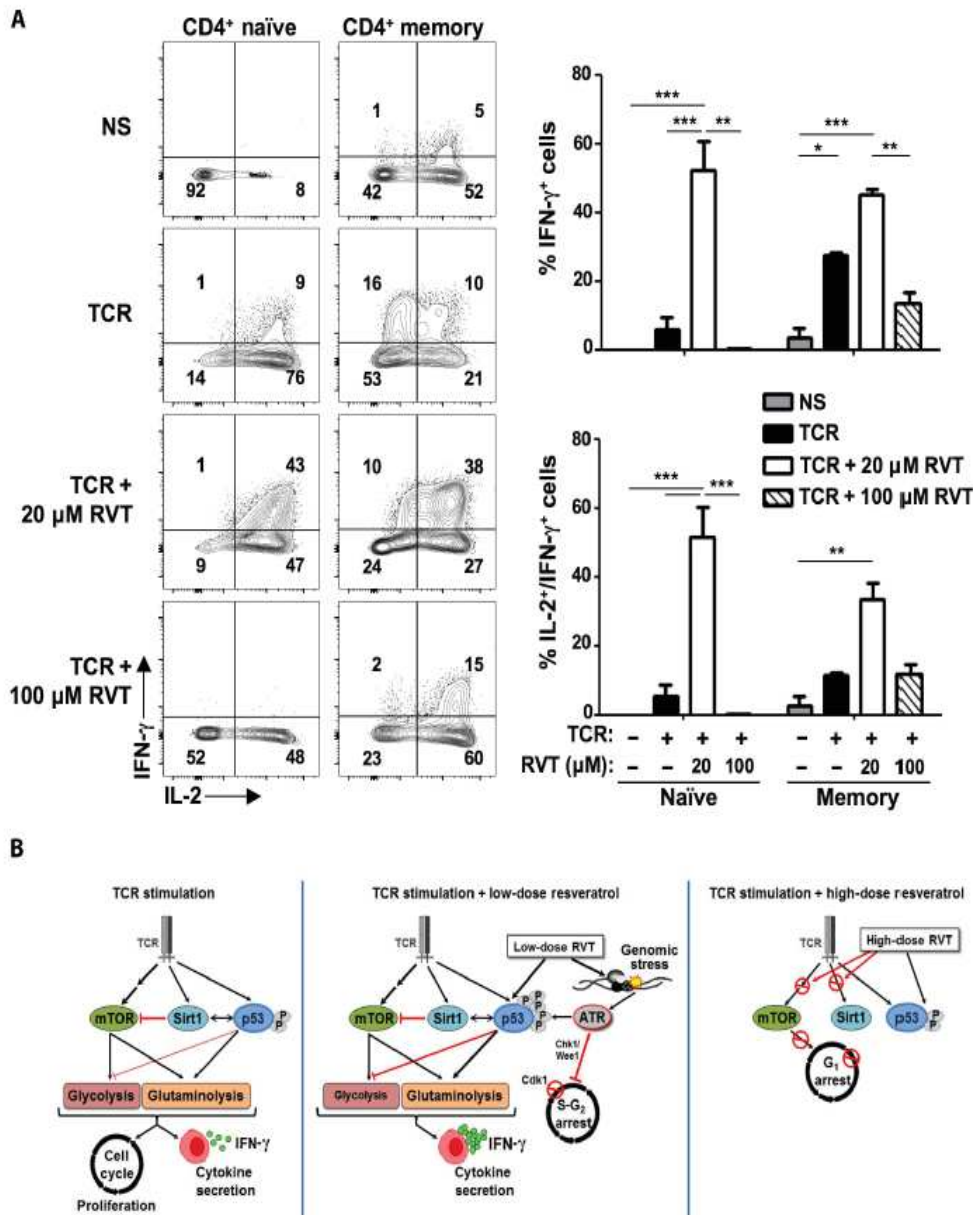 A
CD4⁺ naïve CD4⁺ memory
NS
92 8
1 5
42 52
TCR
1 9
14 76
16 10
53 21
TCR +
20 µM RVT
1 43
9 47
10 38
24 27
TCR +
100 µM RVT
52 48
2 15
23 60
IFN-γ
IL-2
% IFN-γ⁺ cells
80
60
40
20
0
***
*** **
***
* **
NS
TCR
TCR + 20 µM RVT
TCR + 100 µM RVT
% IL-2⁺/IFN-γ⁺ cells
80
60
40
20
0
*** ***
**
TCR: – + + + – + + +
RVT (µM): – – 20 100 – – 20 100
Naïve Memory
B
TCR stimulation
TCR
mTOR Sirt1 p53 P P
Glycolysis Glutaminolysis
Cell
cycle
Proliferation
IFN-γ
Cytokine
secretion
TCR stimulation + low-dose resveratrol
TCR
Low-dose RVT
Genomic
stress
mTOR Sirt1 p53 P P P P P P ATR
Chk1/
Wee1
Glycolysis Glutaminolysis
Cdk1
S-G₂
arrest
IFN-γ
Cytokine
secretion
TCR stimulation + high-dose resveratrol
TCR
High-dose RVT
mTOR Sirt1 p53 P P
G₁
arrest